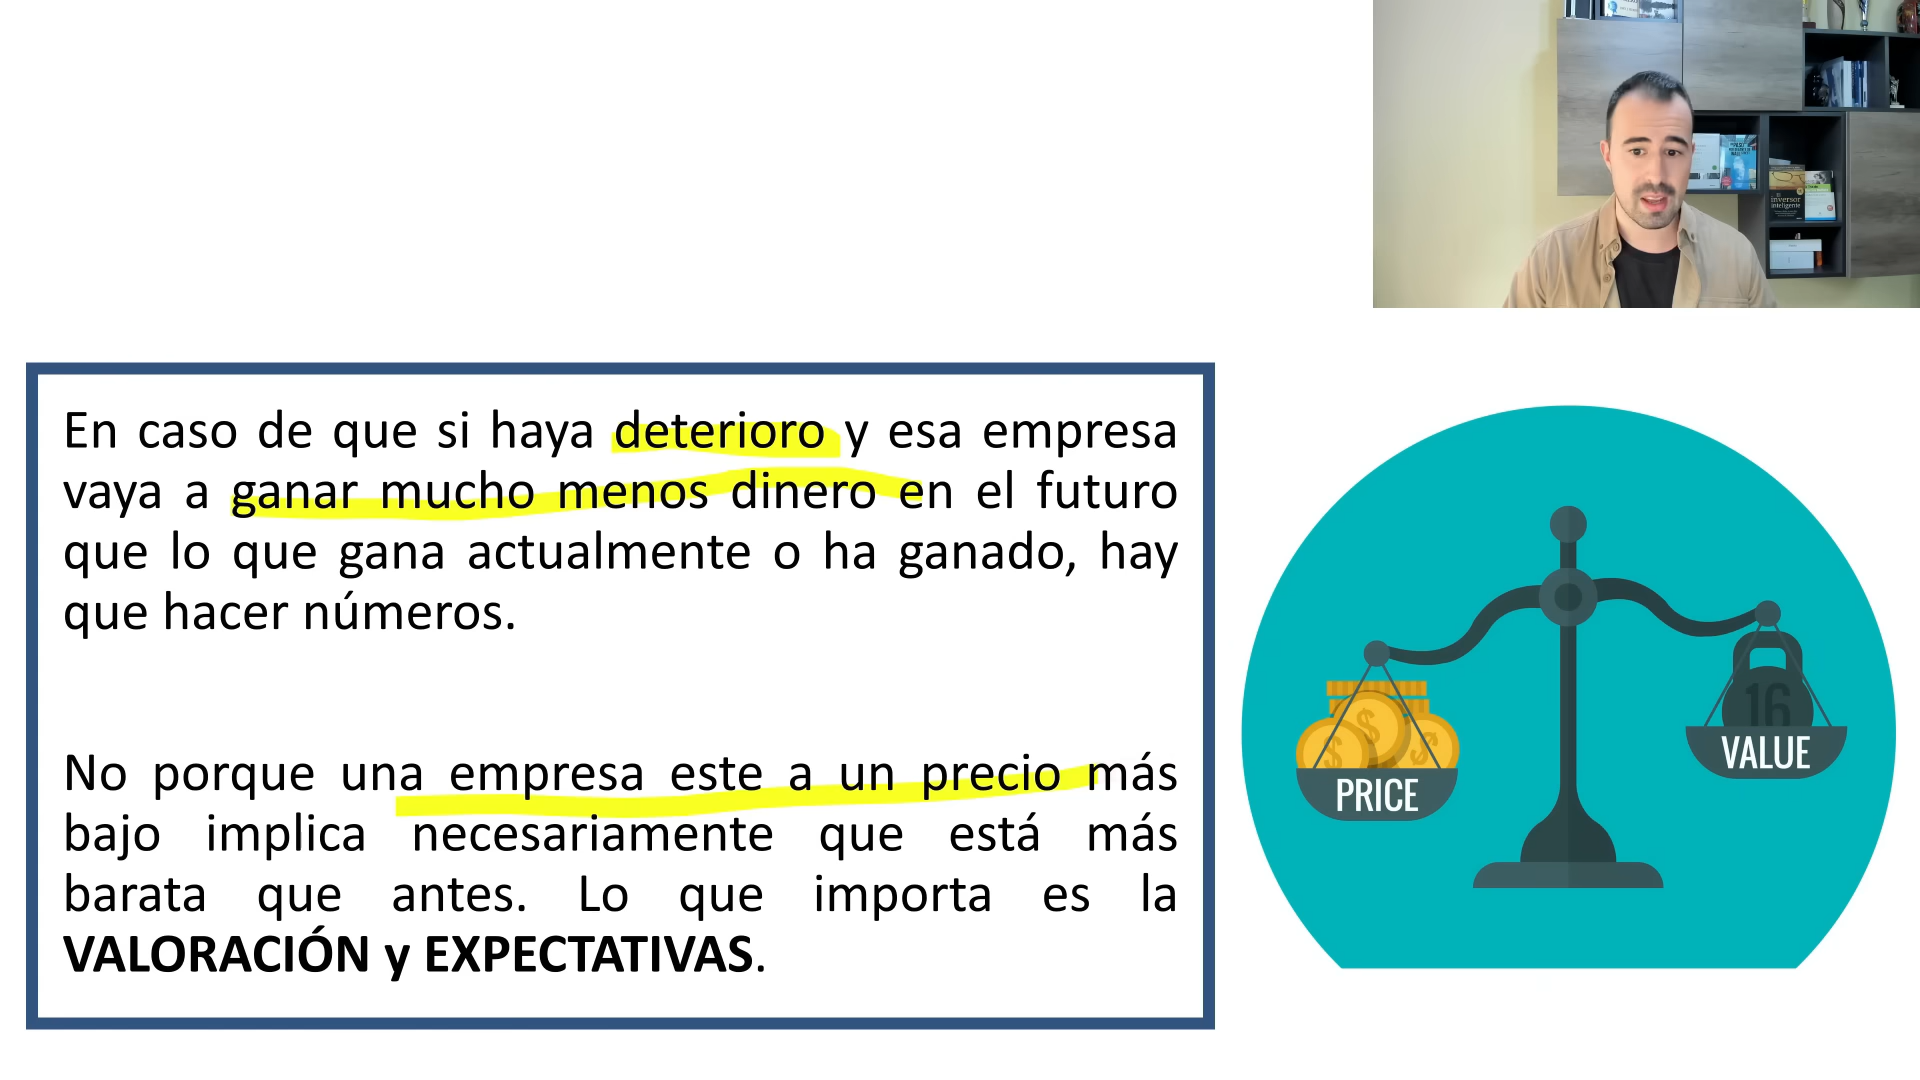 inversor
inteligente
En caso de que si haya deterioro y esa empresa
vaya a ganar mucho menos dinero en el futuro
que lo que gana actualmente o ha ganado, hay
que hacer números.
No porque una empresa este a un precio más
bajo implica necesariamente que está más
barata que antes. Lo que importa es la
VALORACIÓN y EXPECTATIVAS.
16
VALUE
$ $ $
PRICE